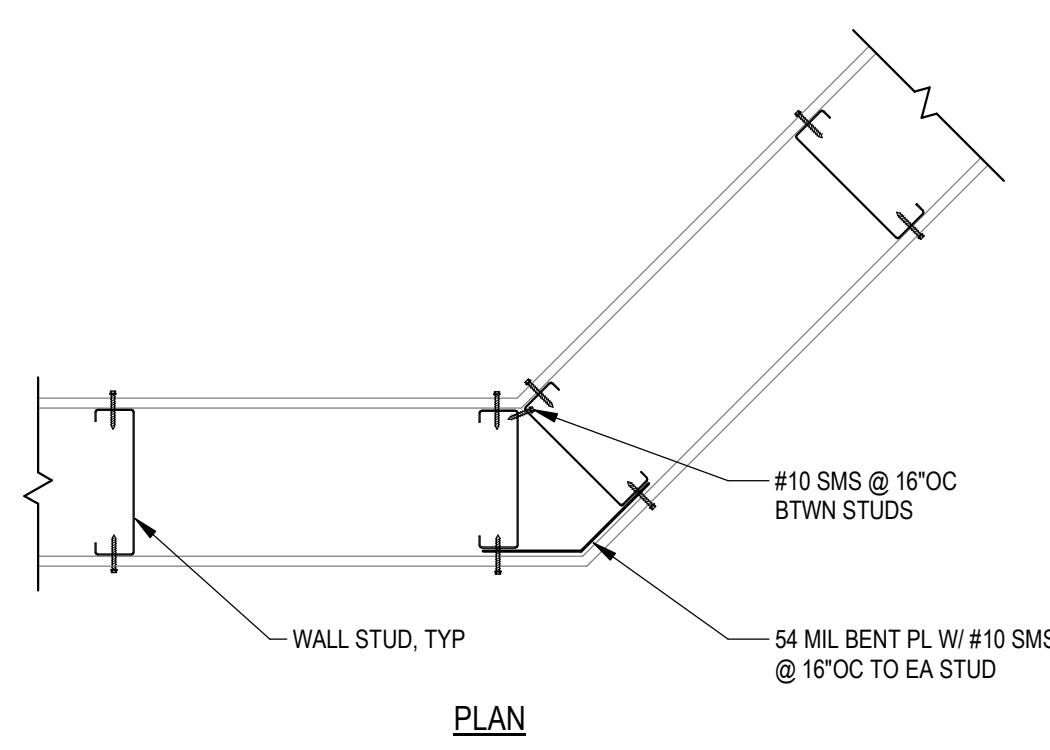 #10 SMS @ 16"OC
BTWN STUDS
WALL STUD, TYP
54 MIL BENT PL W/ #10 SMS
@ 16"OC TO EA STUD
PLAN